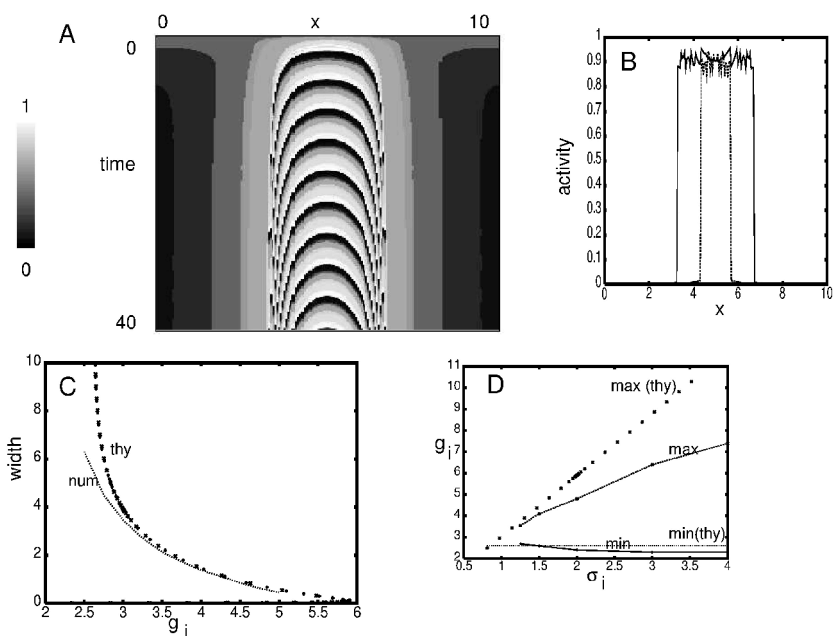 A
0 x 10
0
1
time
0
40
B
1
0.9
0.8
0.7
0.6
0.5
0.4
0.3
0.2
0.1
0
activity
0 2 4 6 8 10
x
C
10
8
6
4
2
0
width
thy
num
2 2.5 3 3.5 4 4.5 5 5.5 6
g i
D
11
10
9
8
7
6
5
4
3
2
g i
max (thy)
max
min(thy)
min
0.5 1 1.5 2 2.5 3 3.5 4
σ i